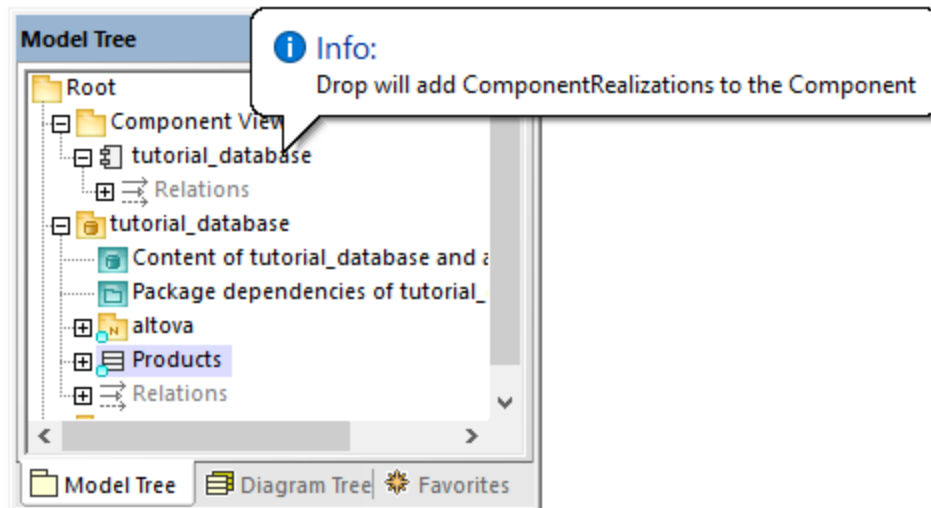 Model Tree
Info:
Drop will add ComponentRealizations to the Component
Root
Component View
tutorial_database
Relations
tutorial_database
Content of tutorial_database and a
Package dependencies of tutorial_
altova
Products
Relations
Model Tree
Diagram Tree
Favorites